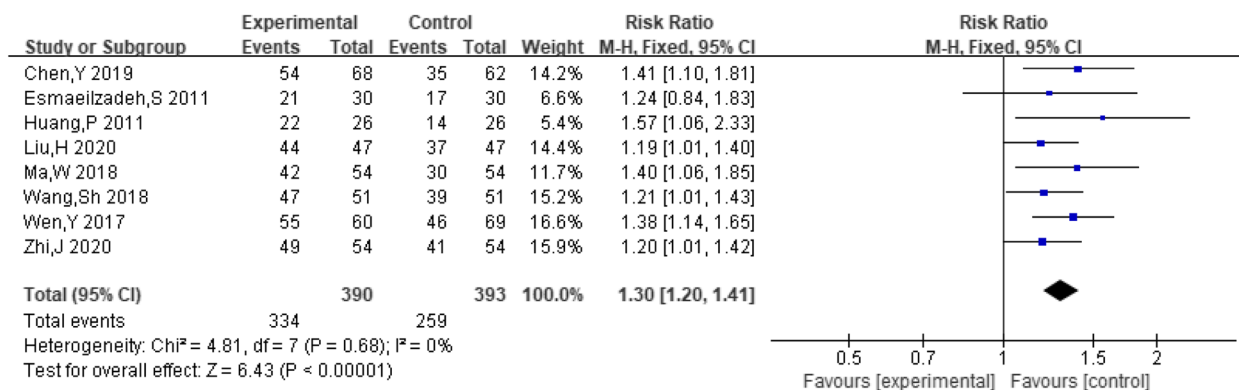 Experimental Control Risk Ratio Risk Ratio
Study or Subgroup Events Total Events Total Weight M-H, Fixed, 95% CI M-H, Fixed, 95% CI
Chen,Y 2019 54 68 35 62 14.2% 1.41 [1.10, 1.81]
Esmaeilzadeh,S 2011 21 30 17 30 6.6% 1.24 [0.84, 1.83]
Huang,P 2011 22 26 14 26 5.4% 1.57 [1.06, 2.33]
Liu,H 2020 44 47 37 47 14.4% 1.19 [1.01, 1.40]
Ma,W 2018 42 54 30 54 11.7% 1.40 [1.06, 1.85]
Wang,Sh 2018 47 51 39 51 15.2% 1.21 [1.01, 1.43]
Wen,Y 2017 55 60 46 69 16.6% 1.38 [1.14, 1.65]
Zhi,J 2020 49 54 41 54 15.9% 1.20 [1.01, 1.42]
Total (95% CI) 390 393 100.0% 1.30 [1.20, 1.41]
Total events 334 259
Heterogeneity: Chi² = 4.81, df = 7 (P = 0.68); I² = 0%
Test for overall effect: Z = 6.43 (P < 0.00001)
0.5 0.7 1 1.5 2
Favours [experimental] Favours [control]